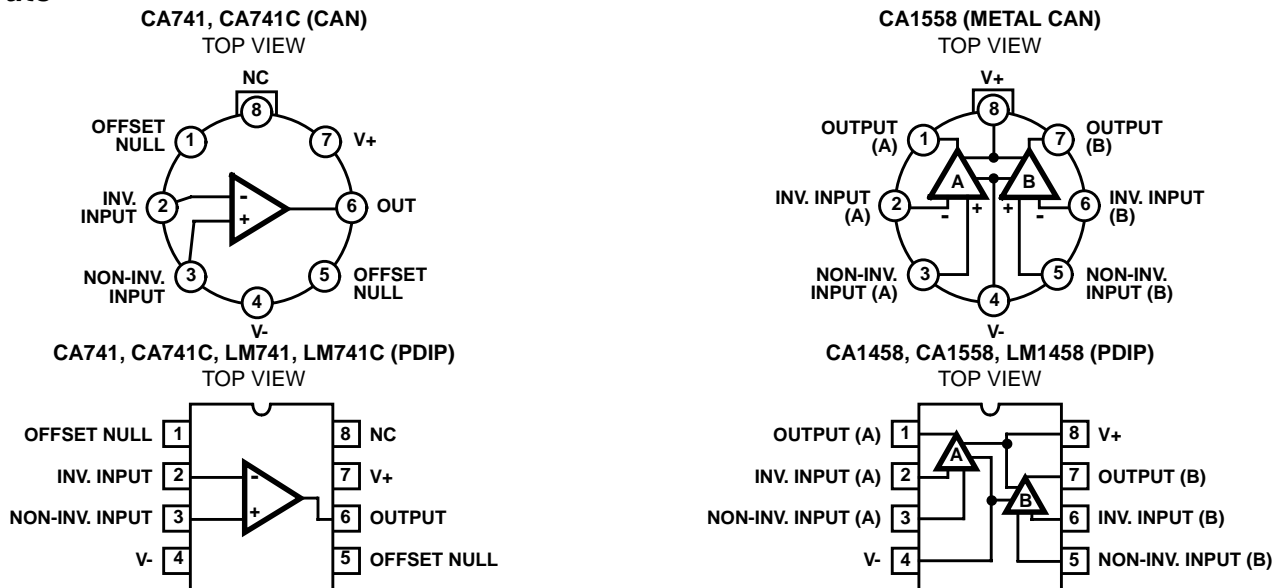 CA741, CA741C (CAN)
TOP VIEW
NC
8
OFFSET
NULL
1
7
V+
INV.
INPUT
2
-
+
6
OUT
NON-INV.
INPUT
3
5
OFFSET
NULL
4
V-
CA1558 (METAL CAN)
TOP VIEW
V+
8
OUTPUT
(A)
1
7
OUTPUT
(B)
A
B
INV. INPUT
(A)
2
-
+
+
-
6
INV. INPUT
(B)
NON-INV.
INPUT (A)
3
5
NON-INV.
INPUT (B)
4
V-
CA741, CA741C, LM741, LM741C (PDIP)
TOP VIEW
OFFSET NULL 1
8 NC
INV. INPUT 2
-
7 V+
NON-INV. INPUT 3
+
6 OUTPUT
V- 4
5 OFFSET NULL
CA1458, CA1558, LM1458 (PDIP)
TOP VIEW
OUTPUT (A) 1
A
8 V+
INV. INPUT (A) 2
7 OUTPUT (B)
NON-INV. INPUT (A) 3
B
6 INV. INPUT (B)
V- 4
5 NON-INV. INPUT (B)